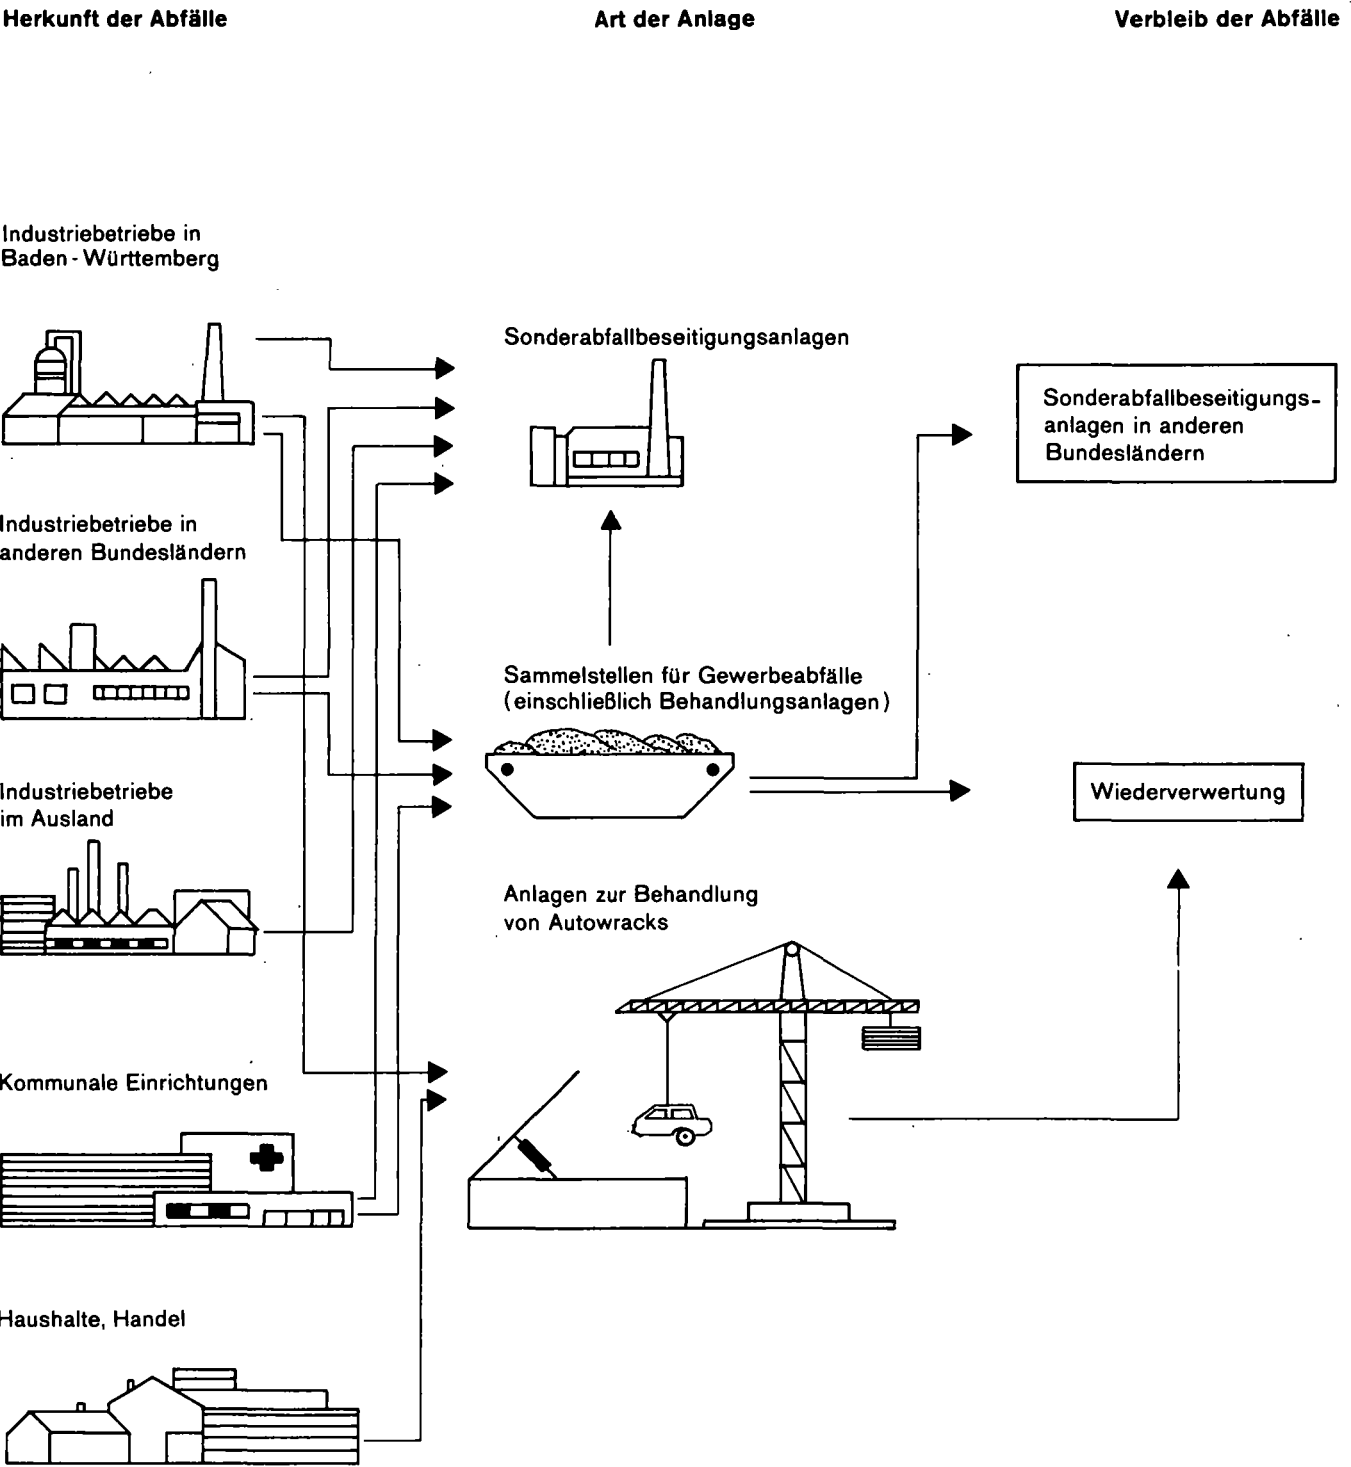 Herkunft der Abfälle
Art der Anlage
Verbleib der Abfälle
Industriebetriebe in
Baden-Württemberg
Sonderabfallbeseitigungsanlagen
Sonderabfallbeseitigungs-
anlagen in anderen
Bundesländern
Industriebetriebe in
anderen Bundesländern
Sammelstellen für Gewerbeabfälle
(einschließlich Behandlungsanlagen)
Industriebetriebe
im Ausland
Wiederverwertung
Anlagen zur Behandlung
von Autowracks
Kommunale Einrichtungen
Haushalte, Handel